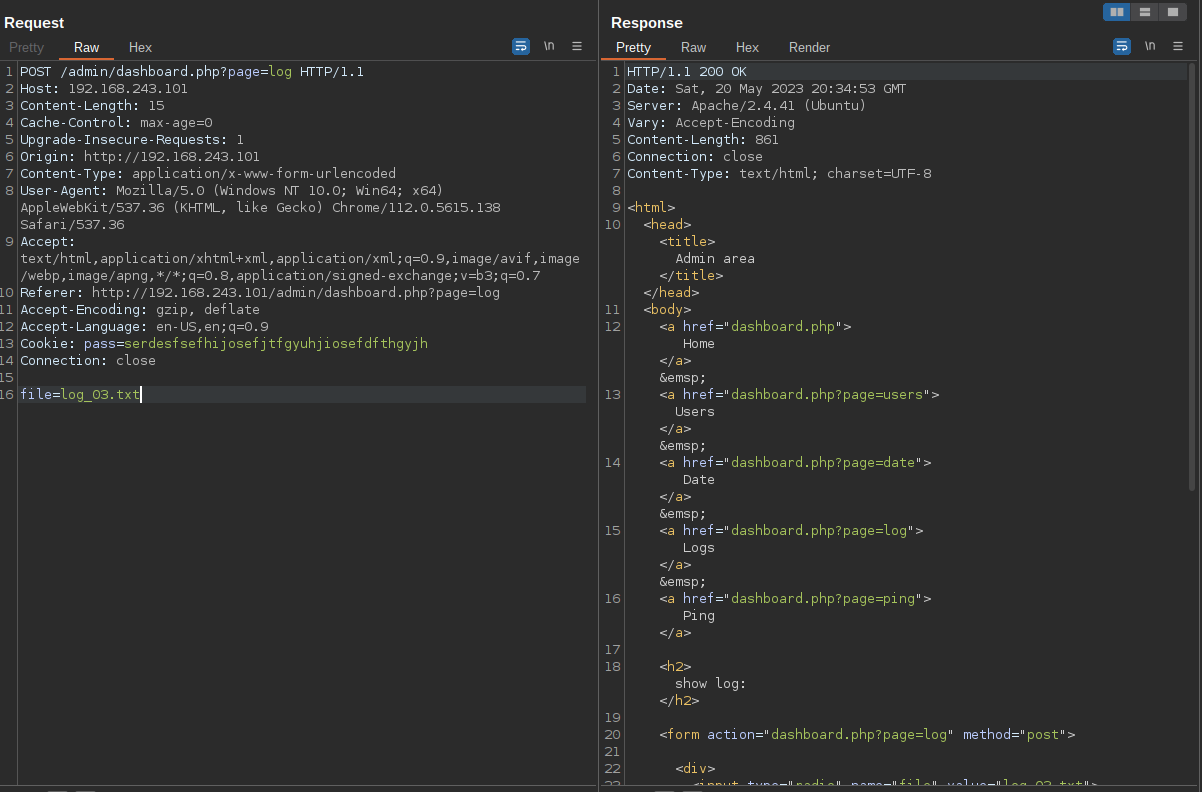 Request
Pretty Raw Hex
\n
1 POST /admin/dashboard.php?page=log HTTP/1.1
2 Host: 192.168.243.101
3 Content-Length: 15
4 Cache-Control: max-age=0
5 Upgrade-Insecure-Requests: 1
6 Origin: http://192.168.243.101
7 Content-Type: application/x-www-form-urlencoded
8 User-Agent: Mozilla/5.0 (Windows NT 10.0; Win64; x64)
AppleWebKit/537.36 (KHTML, like Gecko) Chrome/112.0.5615.138
Safari/537.36
9 Accept:
text/html,application/xhtml+xml,application/xml;q=0.9,image/avif,image
/webp,image/apng,*/*;q=0.8,application/signed-exchange;v=b3;q=0.7
10 Referer: http://192.168.243.101/admin/dashboard.php?page=log
11 Accept-Encoding: gzip, deflate
12 Accept-Language: en-US,en;q=0.9
13 Cookie: pass=serdesfsefhijosefjtfgyuhjiosefdfthgyjh
14 Connection: close
15
16 file=log_03.txt
Response
Pretty Raw Hex Render
\n
1 HTTP/1.1 200 OK
2 Date: Sat, 20 May 2023 20:34:53 GMT
3 Server: Apache/2.4.41 (Ubuntu)
4 Vary: Accept-Encoding
5 Content-Length: 861
6 Connection: close
7 Content-Type: text/html; charset=UTF-8
8
9 <html>
10 <head>
<title>
Admin area
</title>
</head>
11 <body>
12 <a href="dashboard.php">
Home
</a>
&emsp;
13 <a href="dashboard.php?page=users">
Users
</a>
&emsp;
14 <a href="dashboard.php?page=date">
Date
</a>
&emsp;
15 <a href="dashboard.php?page=log">
Logs
</a>
&emsp;
16 <a href="dashboard.php?page=ping">
Ping
</a>
17
18 <h2>
show log:
</h2>
19
20 <form action="dashboard.php?page=log" method="post">
21
22 <div>
23 <input type="radio" name="file" value="log_03.txt">